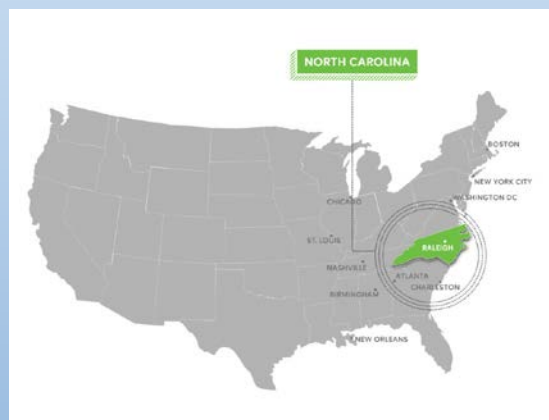 NORTH CAROLINA
BOSTON
NEW YORK CITY
WASHINGTON DC
CHICAGO
ST. LOUIS
RALEIGH
NASHVILLE
ATLANTA
CHARLESTON
BIRMINGHAM
NEW ORLEANS